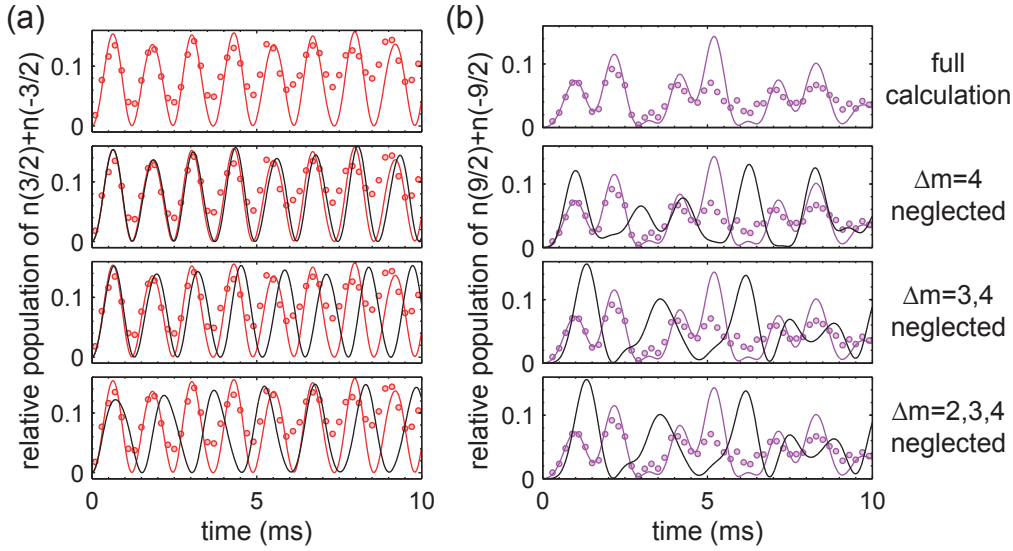 (a)
(b)
relative population of n(3/2)+n(-3/2)
0.1
0
0.1
0
0.1
0
0.1
0
0
5
10
time (ms)
relative population of n(9/2)+n(-9/2)
0.1
0
0.1
0
0.1
0
0.1
0
0
5
10
time (ms)
full
calculation
Δm=4
neglected
Δm=3,4
neglected
Δm=2,3,4
neglected